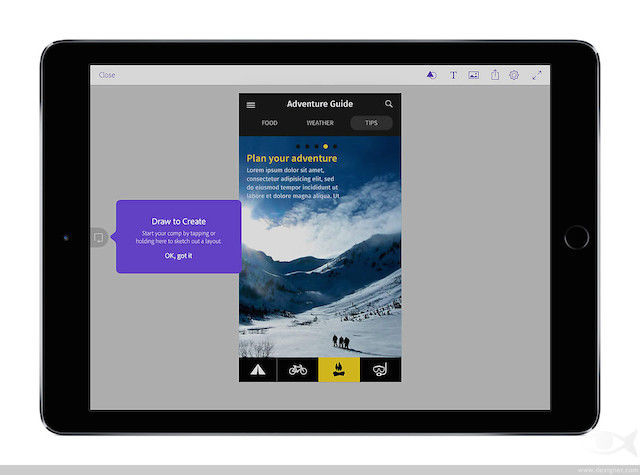 Close
T
Adventure Guide
FOOD WEATHER TIPS
Plan your adventure
Lorem ipsum dolor sit amet,
consectetur adipisicing elit, sed
do eiusmod tempor incididunt ut
labore et dolore magna aliqua. Ut
Draw to Create
Start your comp by tapping or
holding here to sketch out a layout
OK, got it
www.dexigner.com